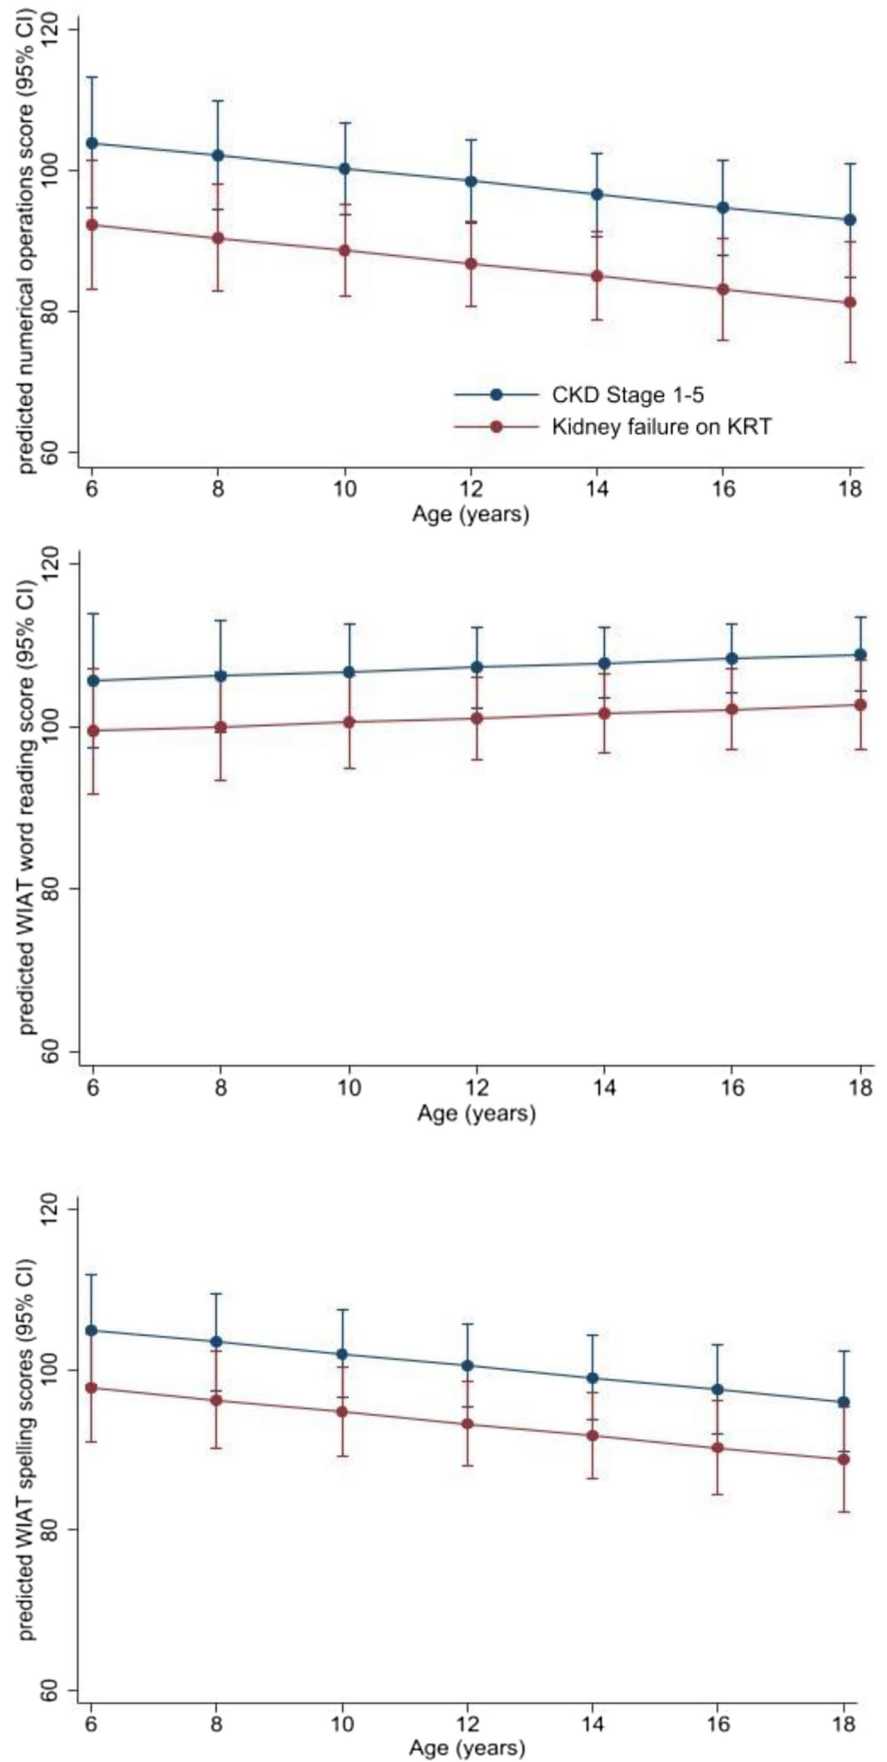 predicted numerical operations score (95% CI)
120
100
80
60
CKD Stage 1-5
Kidney failure on KRT
6 8 10 12 14 16 18
Age (years)
predicted WIAT word reading score (95% CI)
120
100
80
60
6 8 10 12 14 16 18
Age (years)
predicted WIAT spelling scores (95% CI)
120
100
80
60
6 8 10 12 14 16 18
Age (years)